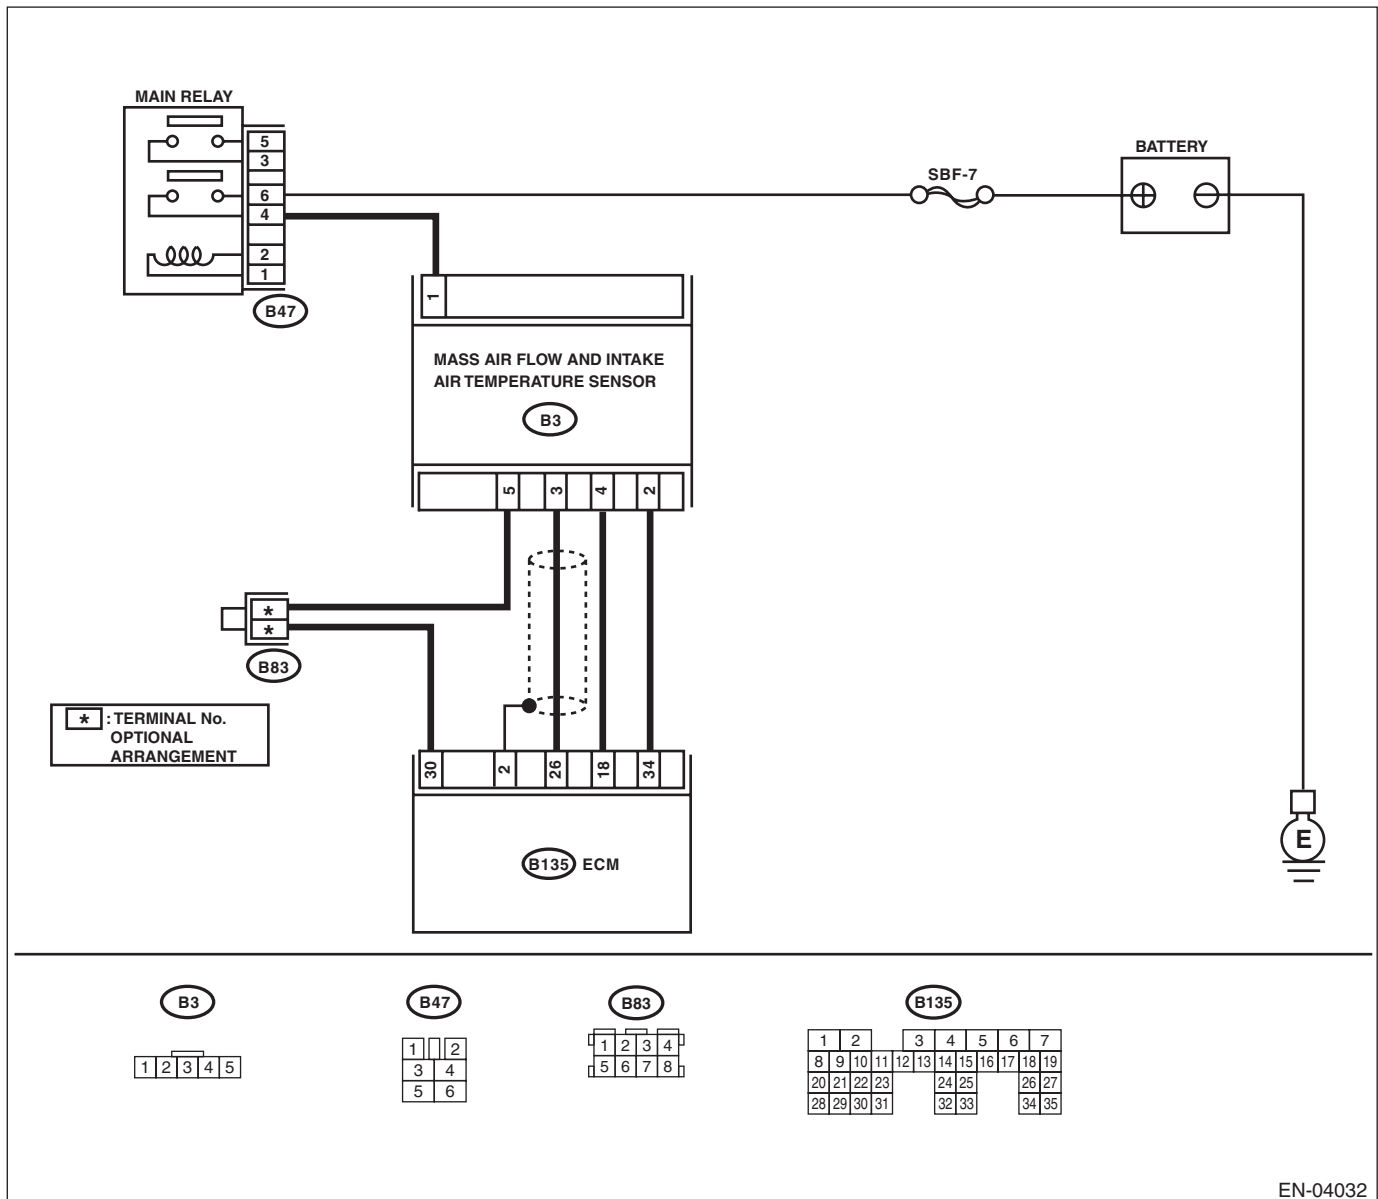 MAIN RELAY
5
3
6
4
2
1
B47
SBF-7
BATTERY
1
MASS AIR FLOW AND INTAKE
AIR TEMPERATURE SENSOR
B3
5 3 4 2
*
*
B83
* : TERMINAL No.
OPTIONAL
ARRANGEMENT
30 2 26 18 34
B135 ECM
E
B3
1 2 3 4 5
B47
1 2
3 4
5 6
B83
1 2 3 4
5 6 7 8
B135
1 2 3 4 5 6 7
8 9 10 11 12 13 14 15 16 17 18 19
20 21 22 23 24 25 26 27
28 29 30 31 32 33 34 35
EN-04032